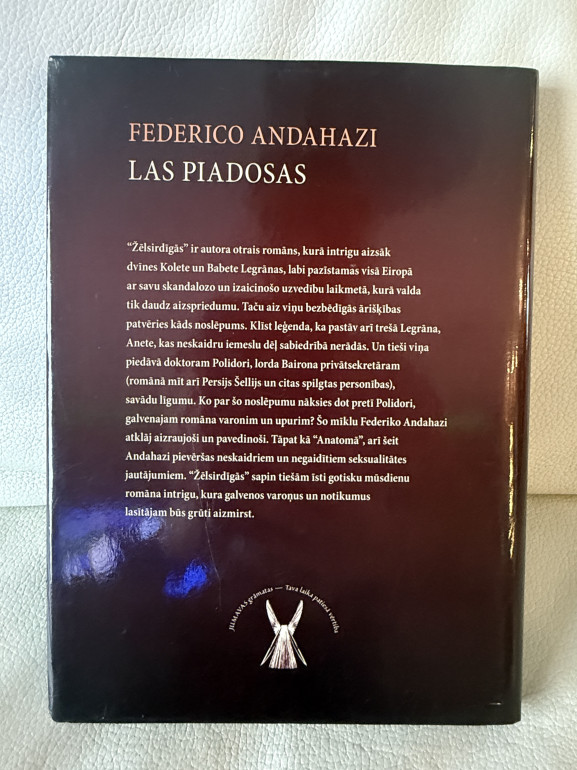 FEDERICO ANDAHAZI
LAS PIADOSAS
“Žēlsirdīgās” ir autora otrais romāns, kurā intrigu aizsāk
dvīnes Kolete un Babete Legrānas, labi pazīstamas visā Eiropā
ar savu skandalozo un izaicinošo uzvedību laikmetā, kurā valda
tik daudz aizspriedumu. Taču aiz viņu bezbēdīgās ārišķības
patvēries kāds noslēpums. Klīst leģenda, ka pastāv arī trešā Legrāna,
Anete, kas neskaidru iemeslu dēļ sabiedrībā nerādās. Un tieši viņa
piedāvā doktoram Polidori, lorda Bairona privātsekretāram
(romānā mīt arī Persijs Šellijs un citas spilgtas personības),
savādu līgumu. Ko par šo noslēpumu nāksies dot pretī Polidori,
galvenajam romāna varonim un upurim? Šo mīklu Federiko Andahazi
atklāj aizraujoši un pavedinoši. Tāpat kā “Anatomā”, arī šeit
Andahazi pievēršas neskaidriem un negaidītiem seksualitātes
jautājumiem. “Žēlsirdīgās” sapin tiešām īsti gotisku mūsdienu
romāna intrigu, kura galvenos varoņus un notikumus
lasītājam būs grūti aizmirst.
JUMAVAS grāmatas — Tava laika patiesā vērtība